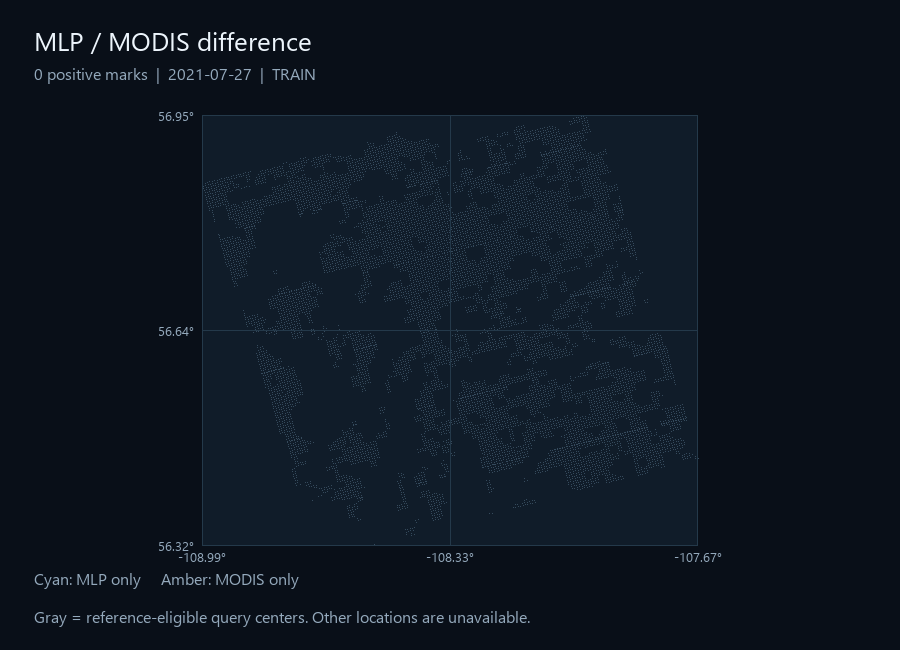 MLP / MODIS difference
0 positive marks | 2021-07-27 | TRAIN
56.95°
56.64°
56.32°
-108.99° -108.33° -107.67°
Cyan: MLP only Amber: MODIS only
Gray = reference-eligible query centers. Other locations are unavailable.